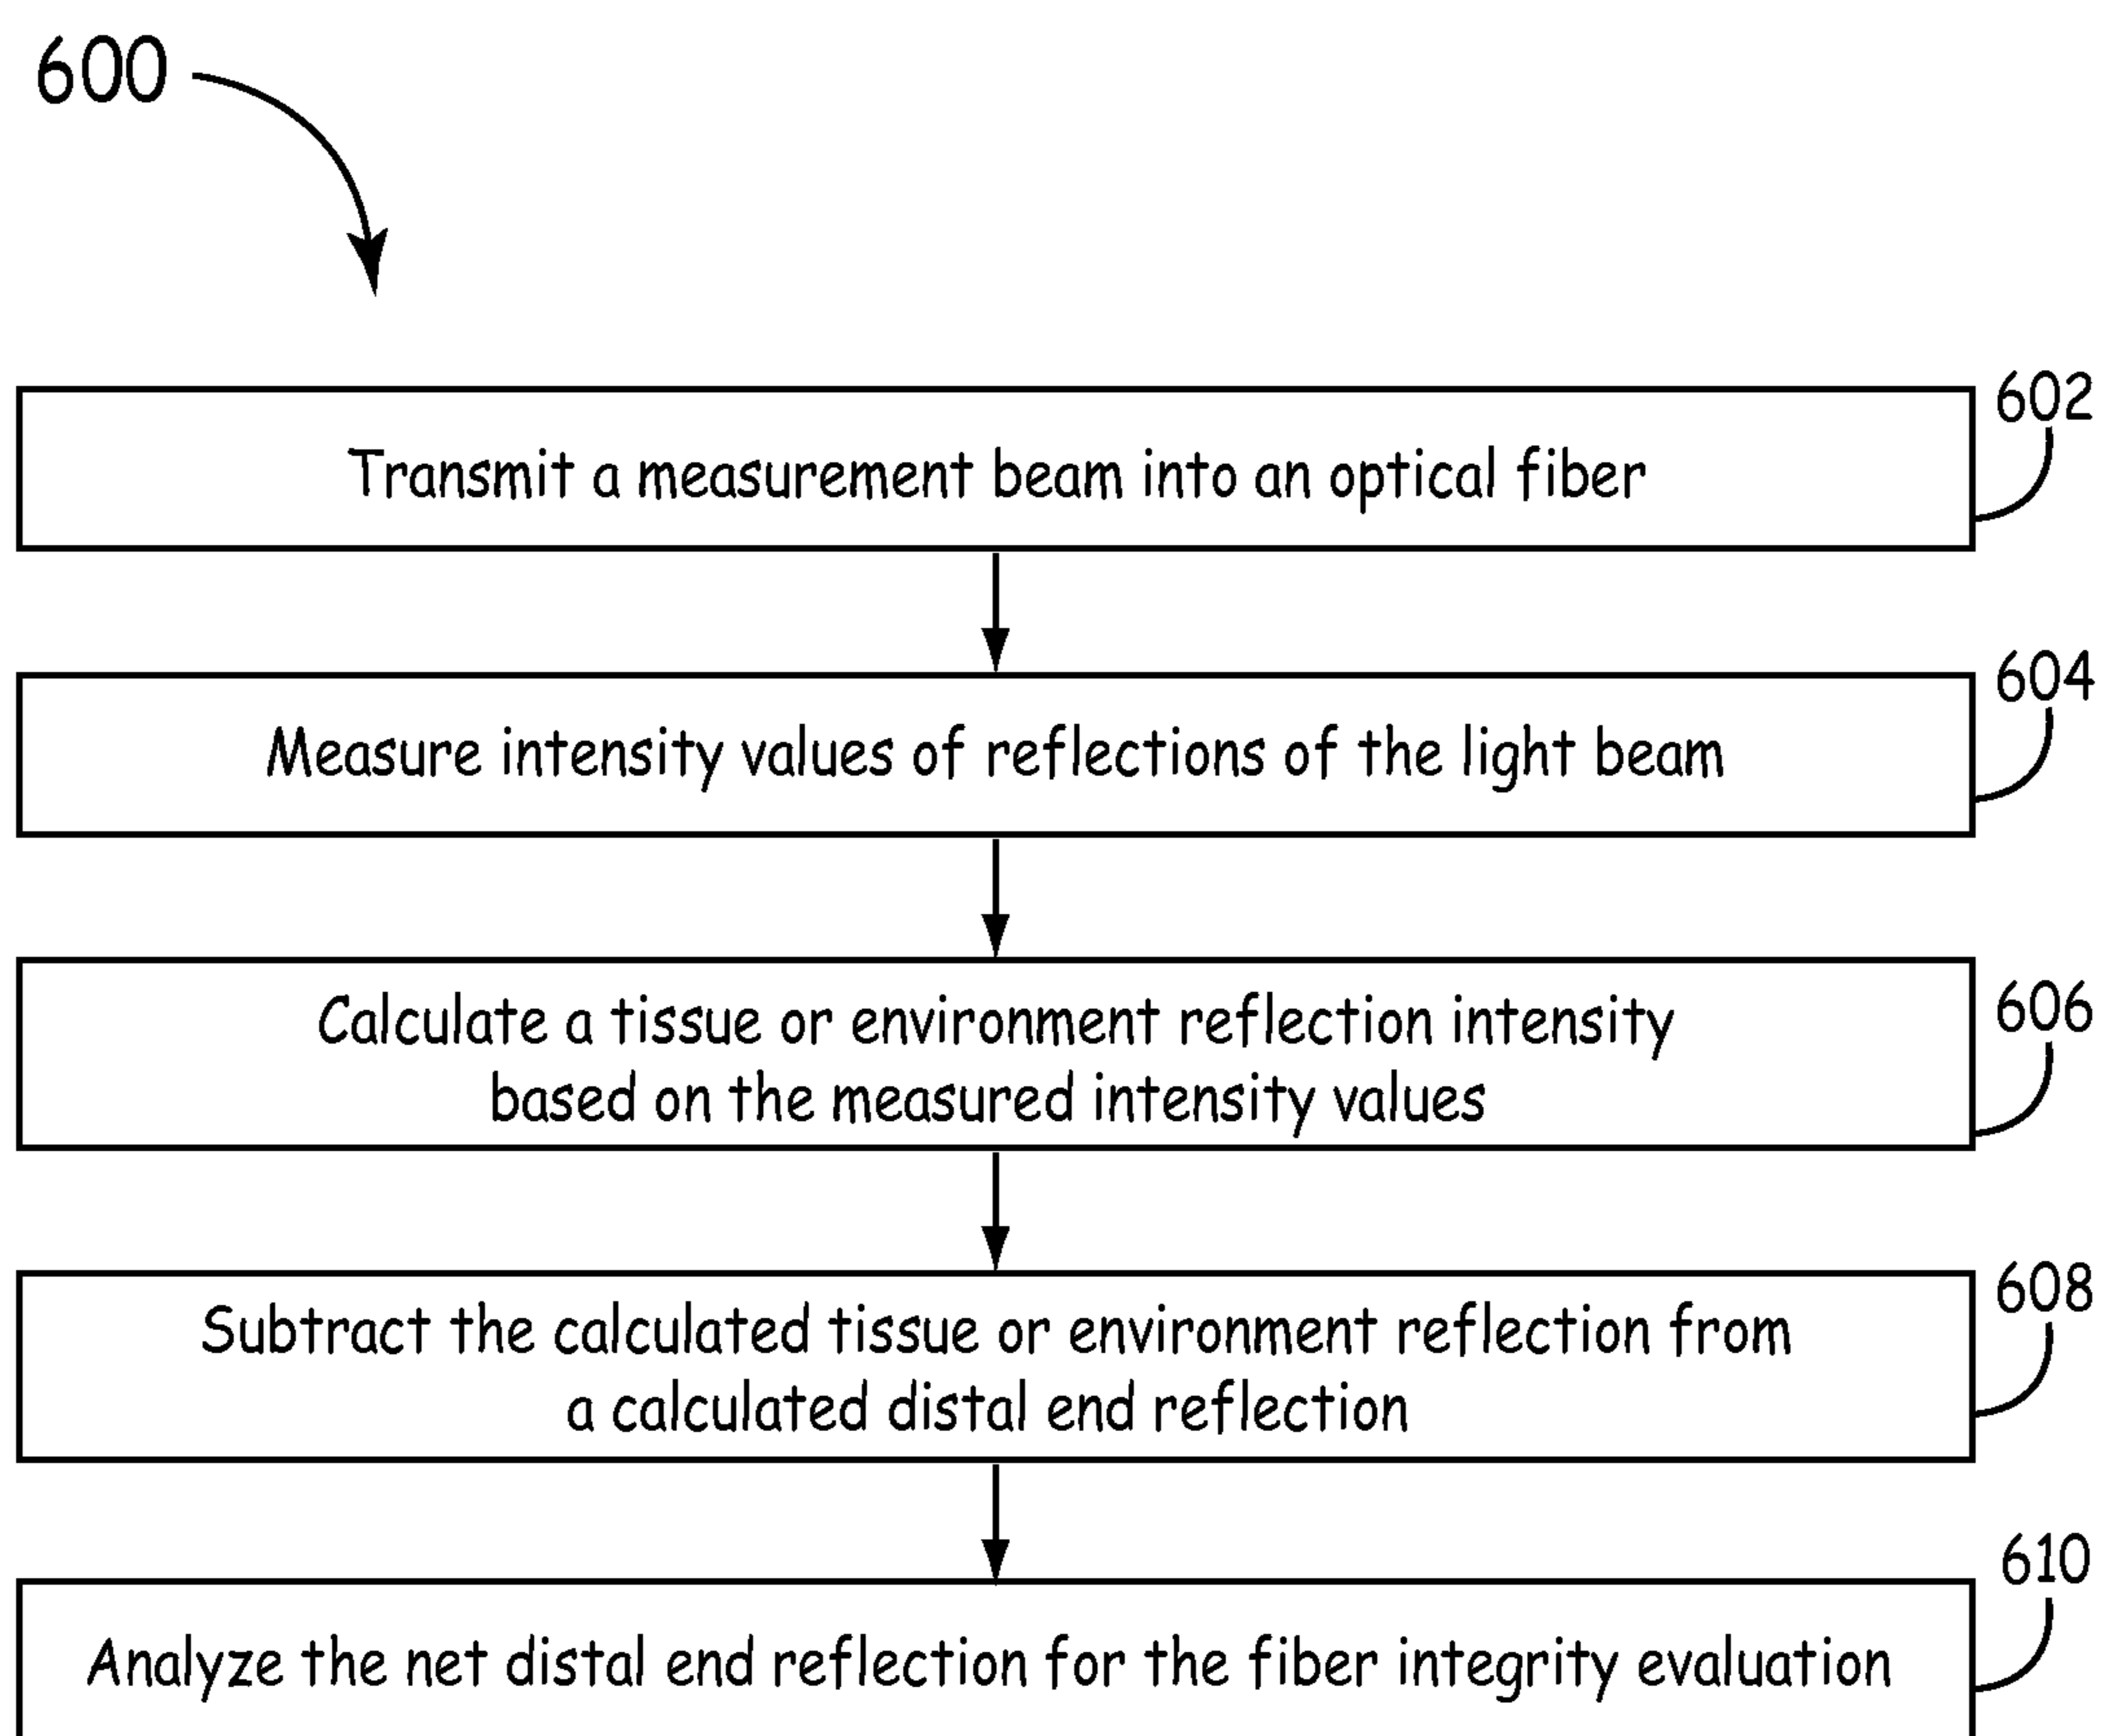 600
602
Transmit a measurement beam into an optical fiber
604
Measure intensity values of reflections of the light beam
606
Calculate a tissue or environment reflection intensity
based on the measured intensity values
608
Subtract the calculated tissue or environment reflection from
a calculated distal end reflection
610
Analyze the net distal end reflection for the fiber integrity evaluation